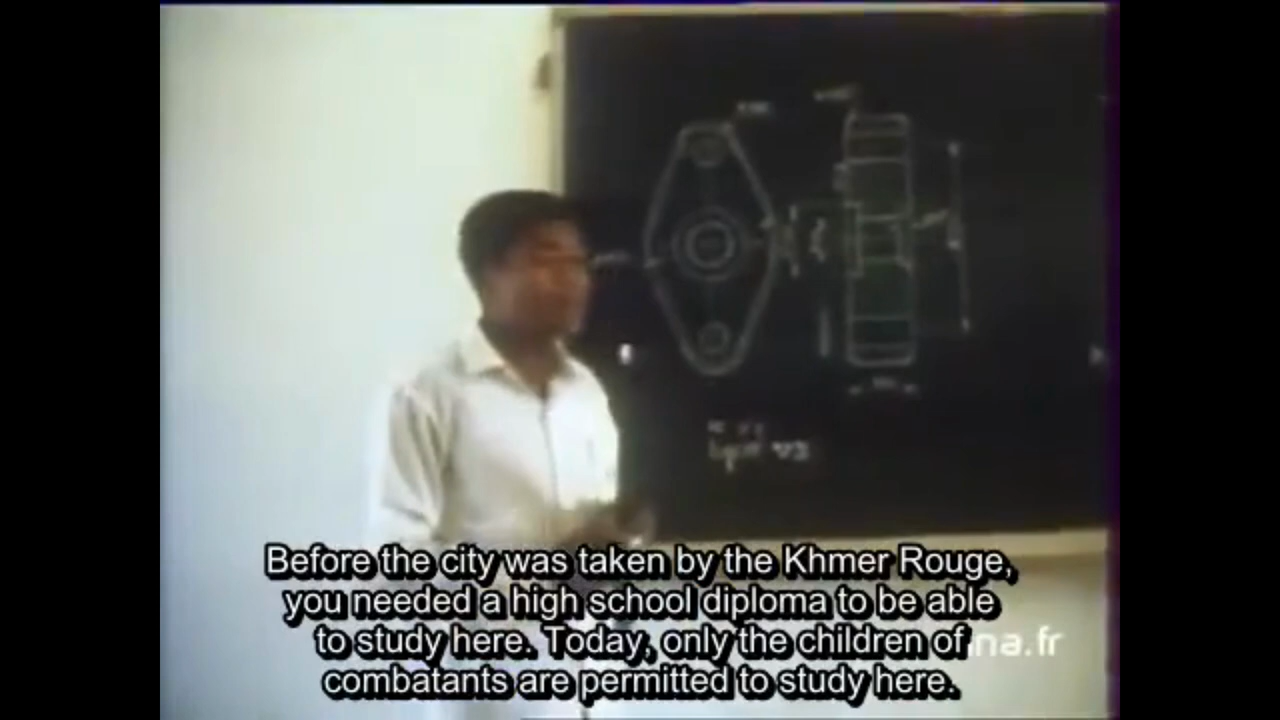 Before the city was taken by the Khmer Rouge,
you needed a high school diploma to be able
to study here. Today, only the children of
combatants are permitted to study here.
na.fr